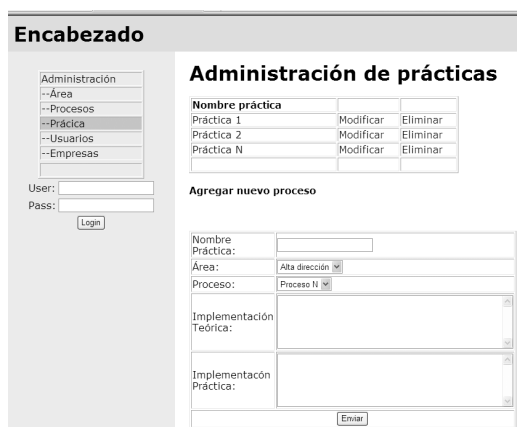 Encabezado
Administración
--Área
--Procesos
--Prácica
--Usuarios
--Empresas
User:
Pass:
Login
Administración de prácticas
Nombre práctica
Práctica 1 Modificar Eliminar
Práctica 2 Modificar Eliminar
Práctica N Modificar Eliminar
Agregar nuevo proceso
Nombre
Práctica:
Área: Alta dirección
Proceso: Proceso N
Implementación
Teórica:
Implementacón
Práctica:
Enviar